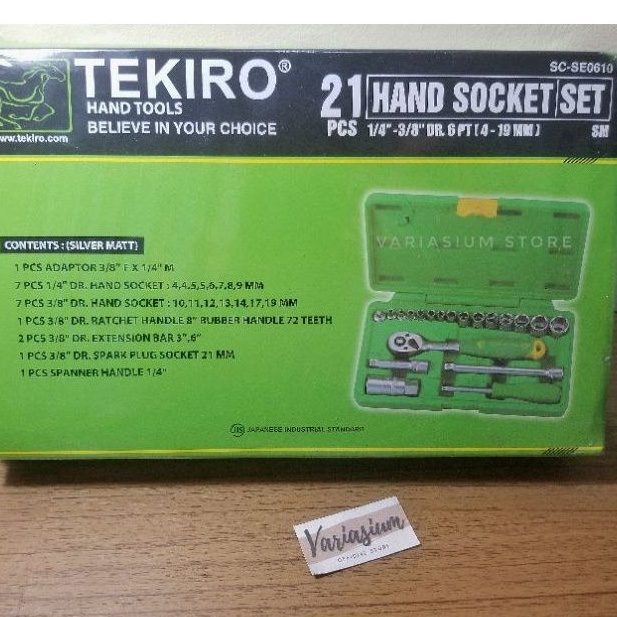 TEKIRO®
HAND TOOLS
BELIEVE IN YOUR CHOICE
www.tekiro.com
SC-SE0610
21 PCS
HAND SOCKET SET
1/4"-3/8" DR. 6 PT (4 - 19 MM)
SM
CONTENTS : (SILVER MATT)
1 PCS ADAPTOR 3/8" F X 1/4" M
7 PCS 1/4" DR. HAND SOCKET : 4,4.5,5,6,7,8,9 MM
7 PCS 3/8" DR. HAND SOCKET : 10,11,12,13,14,17,19 MM
1 PCS 3/8" DR. RATCHET HANDLE 8" RUBBER HANDLE 72 TEETH
2 PCS 3/8" DR. EXTENSION BAR 3",6"
1 PCS 3/8" DR. SPARK PLUG SOCKET 21 MM
1 PCS SPANNER HANDLE 1/4"
VARIASIUM STORE
JIS JAPANESE INDUSTRIAL STANDARD
Variasium
OFFICIAL STORE